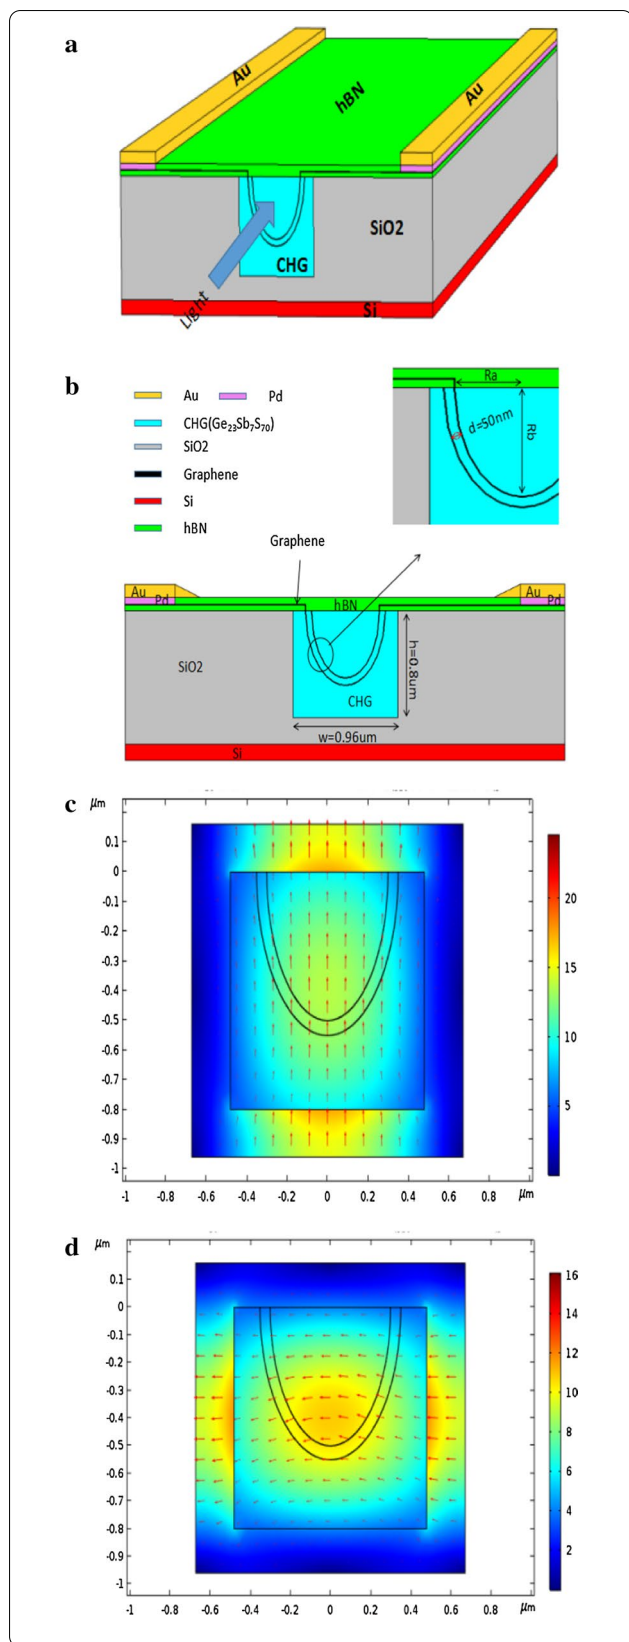 a
Au
hBN
Au
SiO2
CHG
Light
Si
b
Au Pd
CHG(Ge23Sb7S70)
SiO2
Graphene
Si
hBN
Ra
d=50nm
Rb
Graphene
Au
Pd
hBN
Au
Pd
SiO2
CHG
h=0.8um
w=0.96um
Si
c
μm
0.1
0
-0.1
-0.2
-0.3
-0.4
-0.5
-0.6
-0.7
-0.8
-0.9
-1
-1 -0.8 -0.6 -0.4 -0.2 0 0.2 0.4 0.6 0.8 μm
20
15
10
5
d
μm
0.1
0
-0.1
-0.2
-0.3
-0.4
-0.5
-0.6
-0.7
-0.8
-0.9
-1
-0.8 -0.6 -0.4 -0.2 0 0.2 0.4 0.6 0.8 μm
16
14
12
10
8
6
4
2